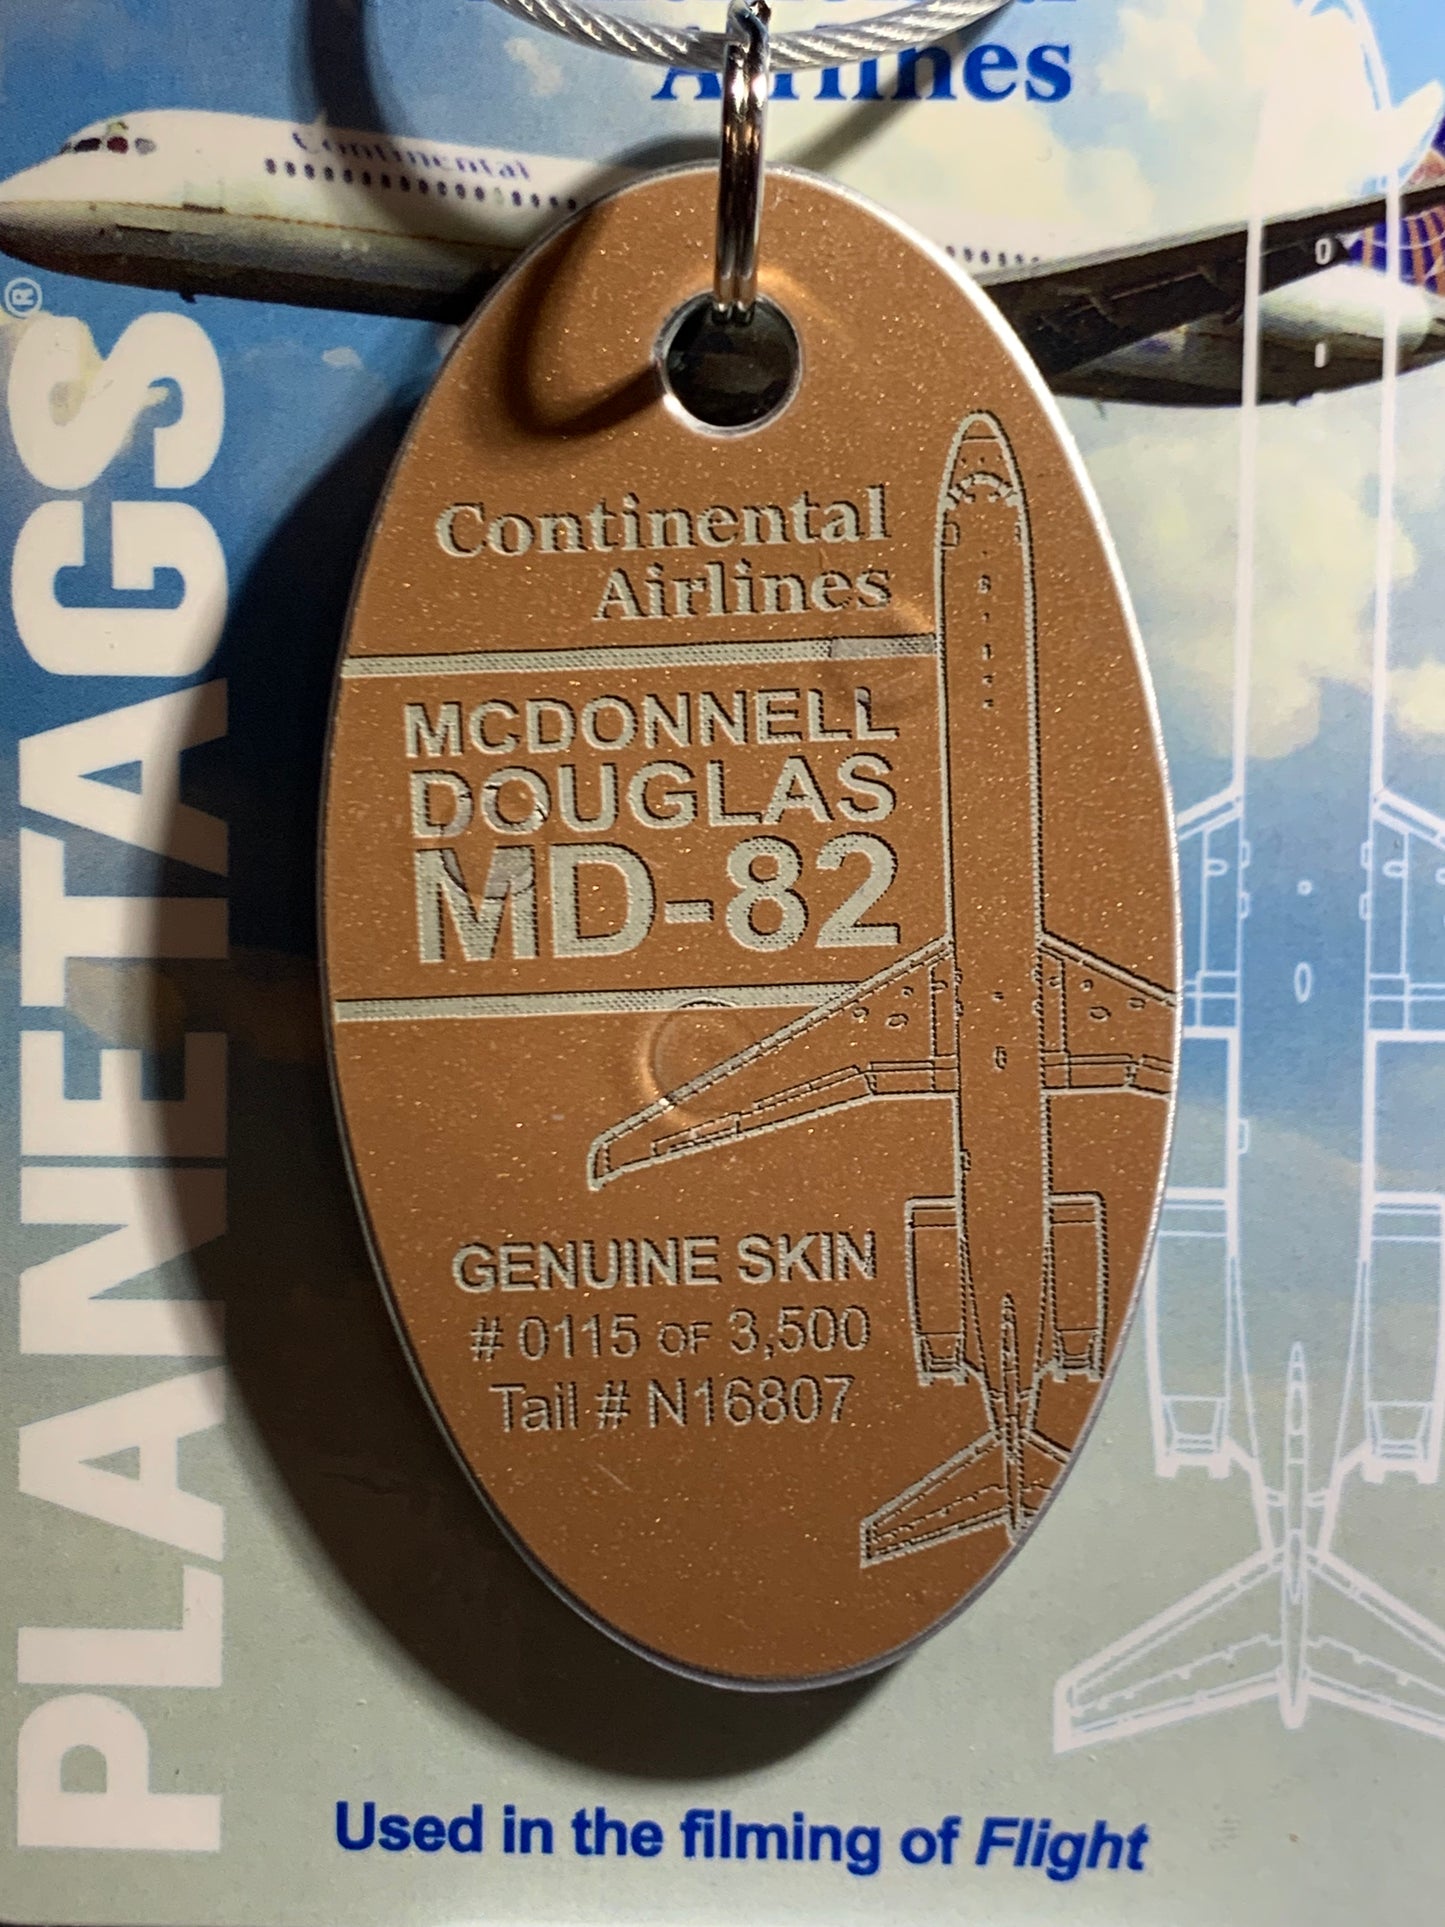 Airlines
Continental
PLANETAGS®
Continental
Airlines
MCDONNELL
DOUGLAS
MD-82
GENUINE SKIN
# 0115 OF 3,500
Tail # N16807
Used in the filming of Flight